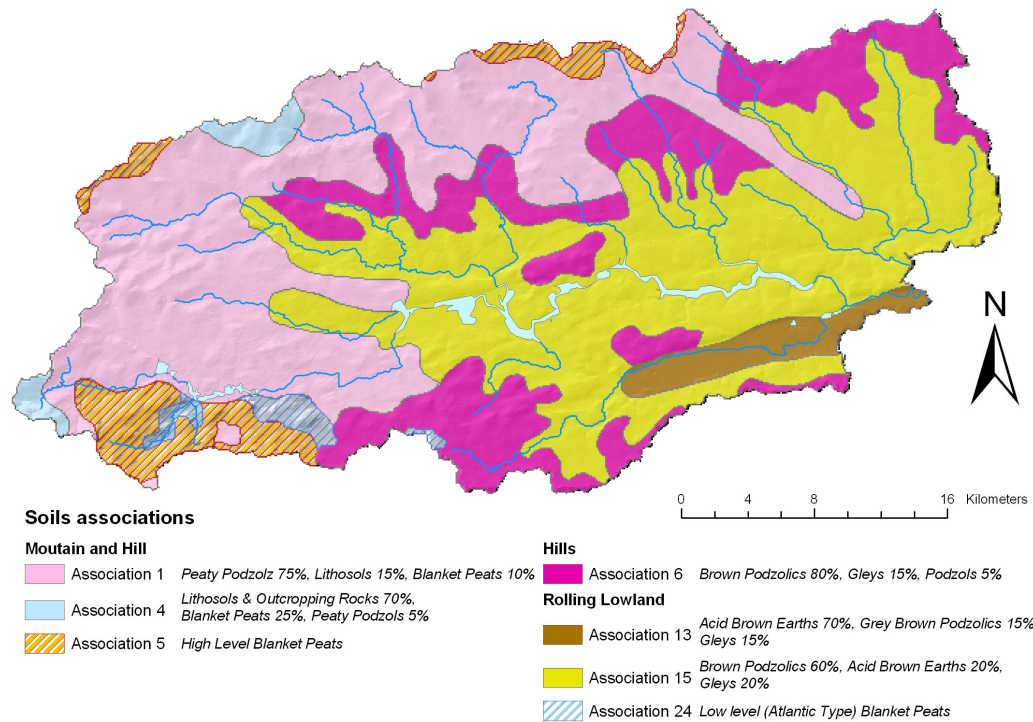 N
0 4 8 16 Kilometers
Soils associations
Moutain and Hill
Association 1 Peaty Podzolz 75%, Lithosols 15%, Blanket Peats 10%
Association 4 Lithosols & Outcropping Rocks 70%,
Blanket Peats 25%, Peaty Podzols 5%
Association 5 High Level Blanket Peats
Hills
Association 6 Brown Podzolics 80%, Gleys 15%, Podzols 5%
Rolling Lowland
Association 13 Acid Brown Earths 70%, Grey Brown Podzolics 15%
Gleys 15%
Association 15 Brown Podzolics 60%, Acid Brown Earths 20%,
Gleys 20%
Association 24 Low level (Atlantic Type) Blanket Peats